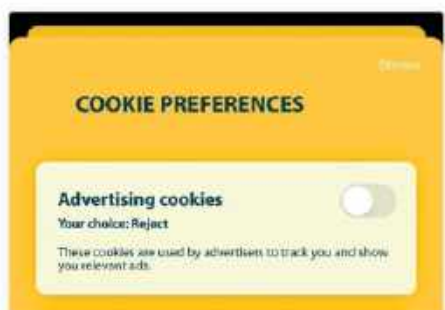 COOKIE PREFERENCES
Advertising cookies
Your choice: Reject
These cookies are used by advertisers to track you and show
you relevant ads.